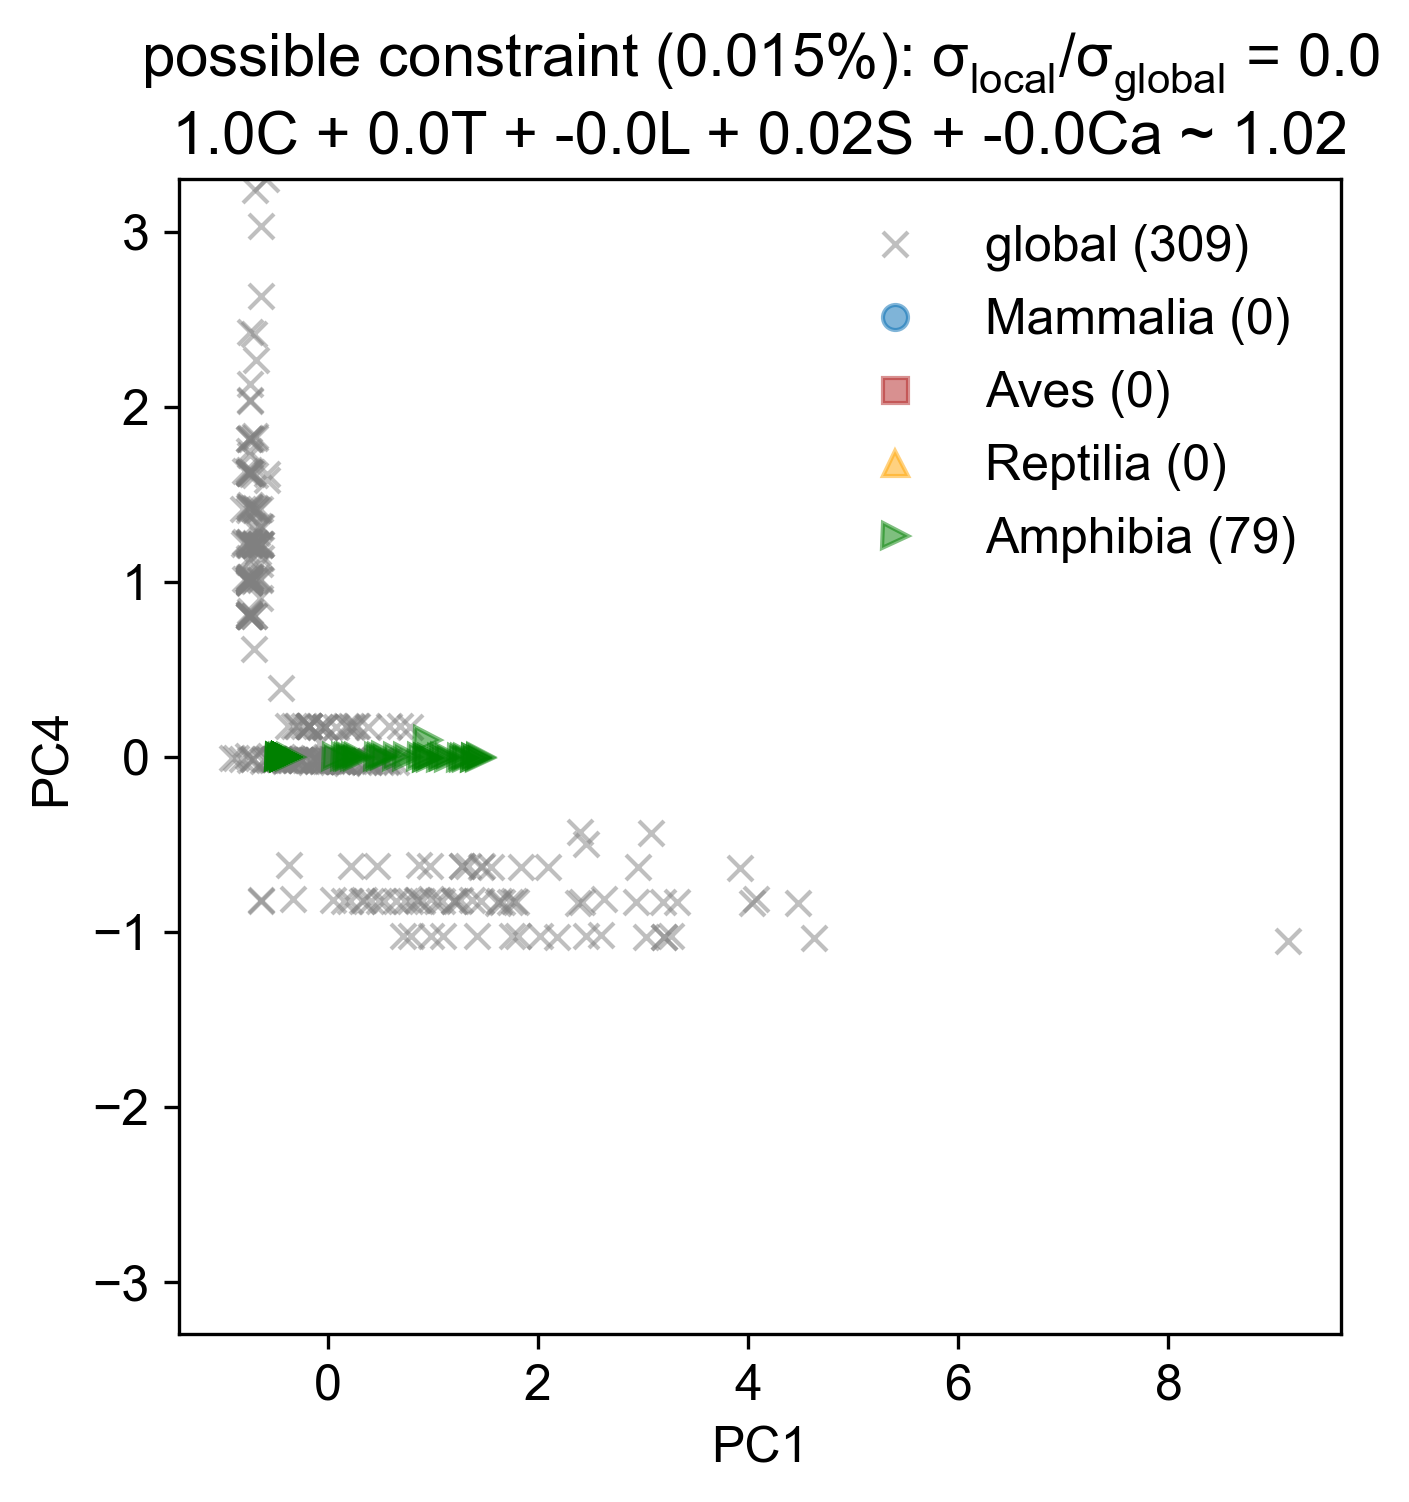 possible constraint (0.015%): σlocal/σglobal = 0.0
1.0C + 0.0T + -0.0L + 0.02S + -0.0Ca ~ 1.02
global (309)
Mammalia (0)
Aves (0)
Reptilia (0)
Amphibia (79)
3
2
1
0
−1
−2
−3
PC4
0 2 4 6 8
PC1